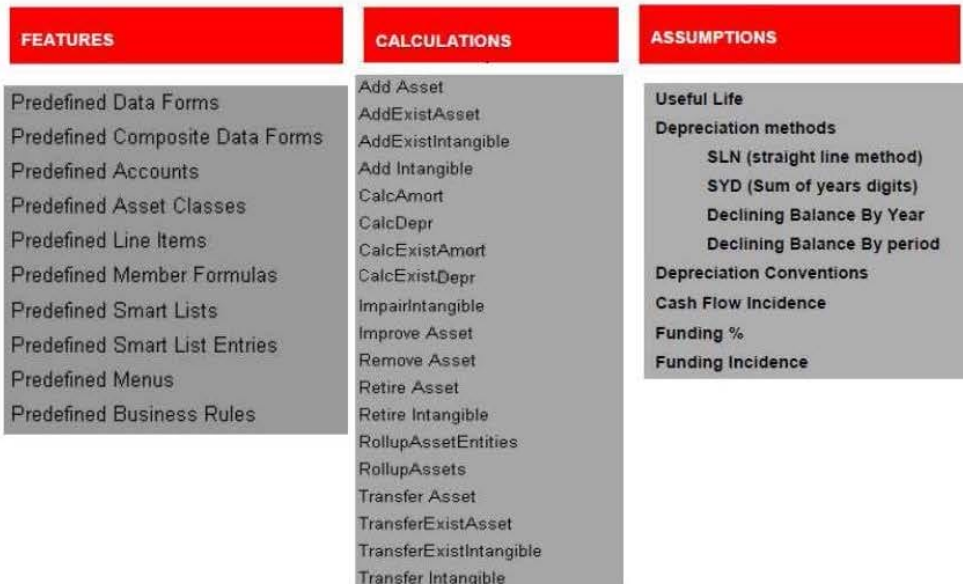 FEATURES
Predefined Data Forms
Predefined Composite Data Forms
Predefined Accounts
Predefined Asset Classes
Predefined Line Items
Predefined Member Formulas
Predefined Smart Lists
Predefined Smart List Entries
Predefined Menus
Predefined Business Rules
CALCULATIONS
Add Asset
AddExistAsset
AddExistIntangible
Add Intangible
CalcAmort
CalcDepr
CalcExistAmort
CalcExistDepr
ImpairIntangible
Improve Asset
Remove Asset
Retire Asset
Retire Intangible
RollupAssetEntities
RollupAssets
Transfer Asset
TransferExistAsset
TransferExistIntangible
Transfer Intangible
ASSUMPTIONS
Useful Life
Depreciation methods
SLN (straight line method)
SYD (Sum of years digits)
Declining Balance By Year
Declining Balance By period
Depreciation Conventions
Cash Flow Incidence
Funding %
Funding Incidence